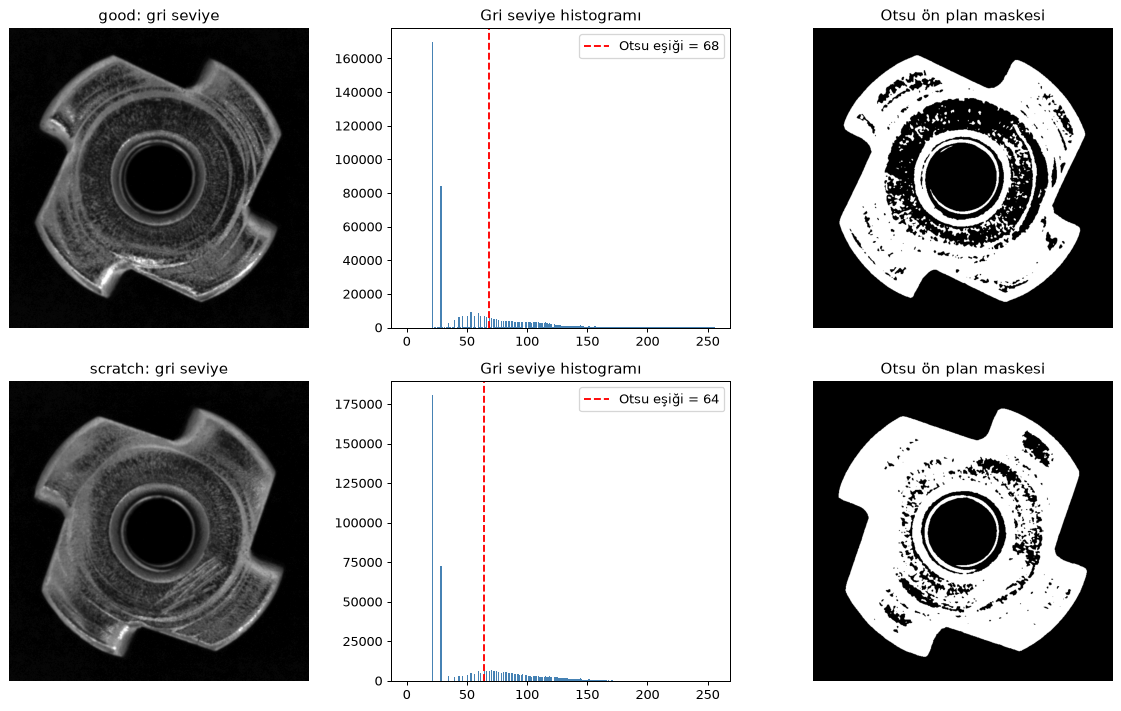 good: gri seviye
Gri seviye histogramı
Otsu ön plan maskesi
Otsu eşiği = 68
160000
140000
120000
100000
80000
60000
40000
20000
0
0 50 100 150 200 250
scratch: gri seviye
Gri seviye histogramı
Otsu ön plan maskesi
Otsu eşiği = 64
175000
150000
125000
100000
75000
50000
25000
0
0 50 100 150 200 250